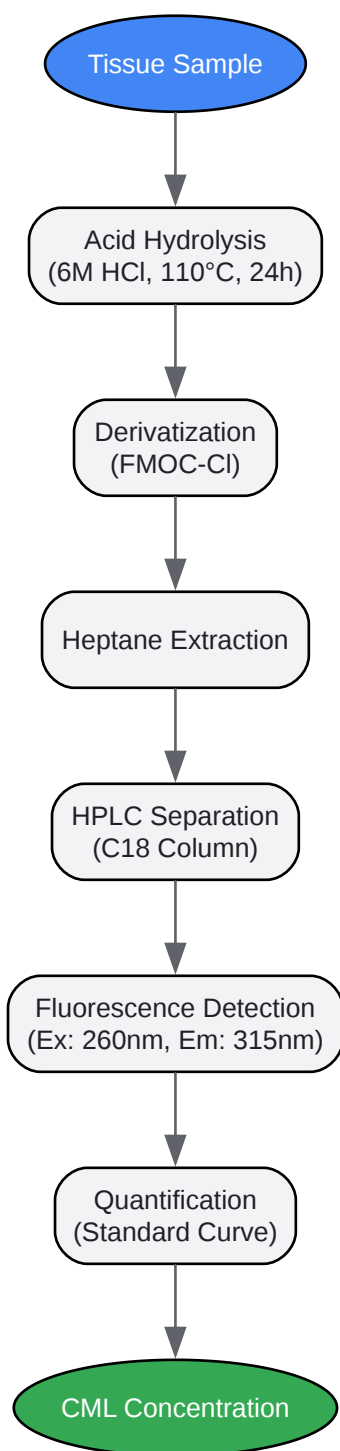 Tissue Sample
Acid Hydrolysis
(6M HCl, 110°C, 24h)
Derivatization
(FMOC-Cl)
Heptane Extraction
HPLC Separation
(C18 Column)
Fluorescence Detection
(Ex: 260nm, Em: 315nm)
Quantification
(Standard Curve)
CML Concentration